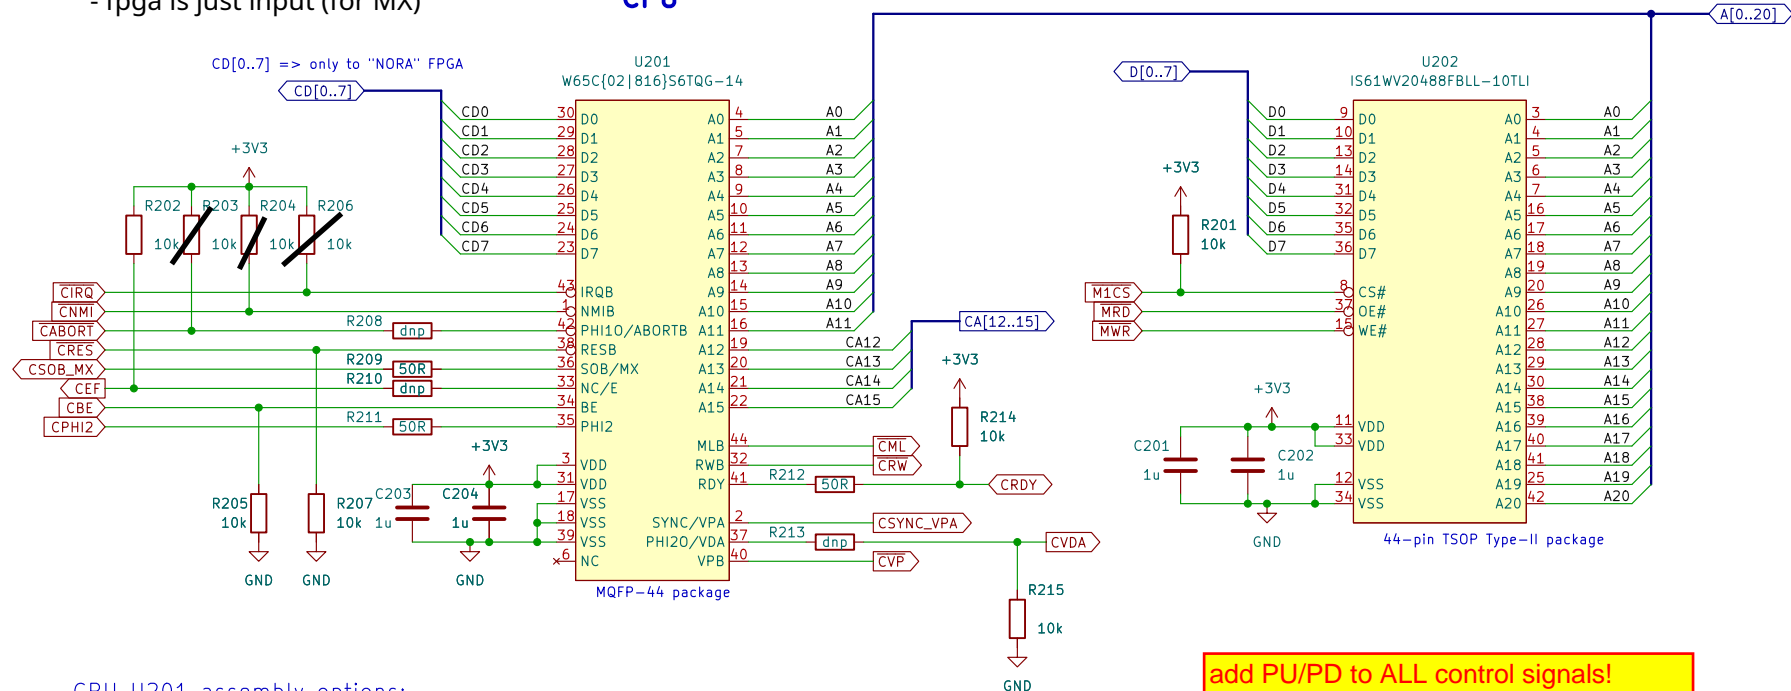 - fpga is just input (for MX)
CPU
A[0..20]
CD[0..7] => only to "NORA" FPGA
CD[0..7]
U201
W65C{02|816}S6TQG-14
D[0..7]
U202
IS61WV20488FBLL-10TLI
CD0 30 D0 A0 4 A0
CD1 29 D1 A1 5 A1
CD2 28 D2 A2 7 A2
CD3 27 D3 A3 8 A3
CD4 26 D4 A4 9 A4
CD5 25 D5 A5 10 A5
CD6 24 D6 A6 11 A6
CD7 23 D7 A7 12 A7
A8 13 A8
CIRQ 43 IRQB A9 14 A9
CNMI 1 NMIB A10 15 A10
CABORT R208 dnp 42 PHI1O/ABORTB A11 16 A11
CRES 38 RESB A12 19 CA12
CSOB_MX R209 50R 36 SOB/MX A13 20 CA13
CEF R210 dnp 33 NC/E A14 21 CA14
CBE 34 BE A15 22 CA15
CPHI2 R211 50R 35 PHI2
MLB 44 CML
3 VDD RWB 32 CRW
31 VDD RDY 41 R212 50R CRDY
17 VSS
18 VSS SYNC/VPA 2 CSYNC_VPA
39 VSS PHI2O/VDA 37 R213 dnp CVDA
6 NC VPB 40 CVP
MQFP-44 package
CA[12..15]
+3V3
R202 R203 R204 R206
10k 10k 10k 10k
+3V3
R205 10k
R207 10k
C203 1u
C204 1u
GND GND GND
+3V3
R214
10k
R215
10k
GND
D0 9 D0 A0 3 A0
D1 10 D1 A1 4 A1
D2 13 D2 A2 5 A2
D3 14 D3 A3 6 A3
D4 31 D4 A4 7 A4
D5 32 D5 A5 16 A5
D6 35 D6 A6 17 A6
D7 36 D7 A7 18 A7
A8 19 A8
M1CS 8 CS# A9 20 A9
MRD 37 OE# A10 26 A10
MWR 15 WE# A11 27 A11
A12 28 A12
A13 29 A13
A14 30 A14
A15 38 A15
11 VDD A16 39 A16
33 VDD A17 40 A17
A18 41 A18
12 VSS A19 25 A19
34 VSS A20 42 A20
44-pin TSOP Type-II package
+3V3
R201
10k
+3V3
C201
1u
C202
1u
GND
add PU/PD to ALL control signals!
CPU U201 assembly options: